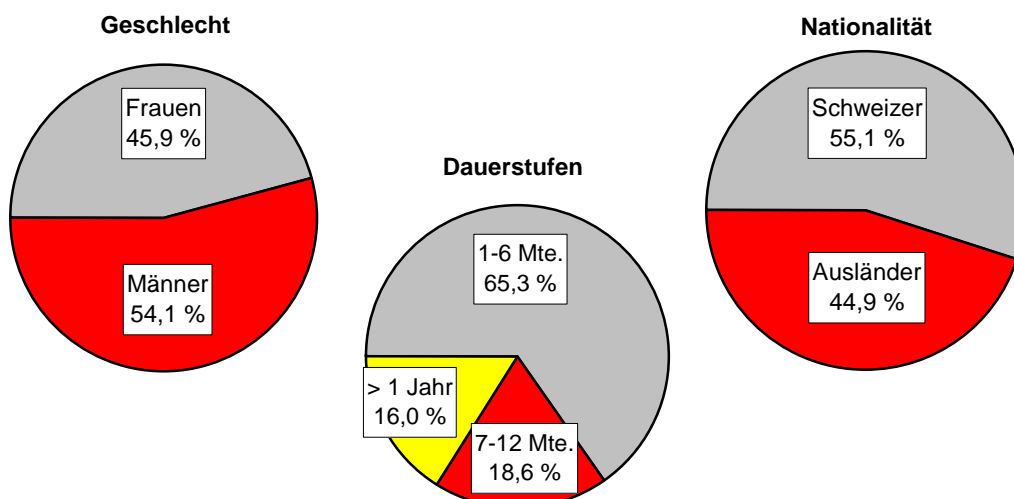 Geschlecht
Frauen
45,9 %
Männer
54,1 %
Dauerstufen
1-6 Mte.
65,3 %
> 1 Jahr
16,0 %
7-12 Mte.
18,6 %
Nationalität
Schweizer
55,1 %
Ausländer
44,9 %